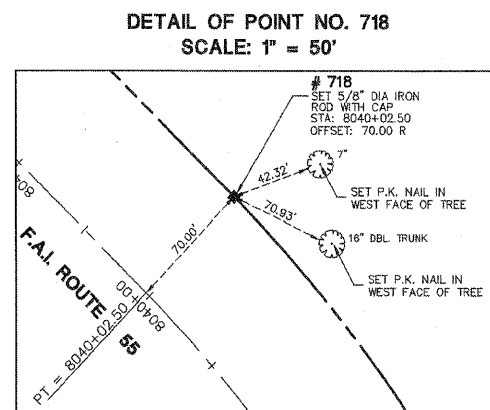 DETAIL OF POINT NO. 718
SCALE: 1" = 50'
# 718
SET 5/8" DIA IRON
ROD WITH CAP
STA: 8040+02.50
OFFSET: 70.00 R
42.32'
7"
SET P.K. NAIL IN
WEST FACE OF TREE
70.93'
16" DBL. TRUNK
SET P.K. NAIL IN
WEST FACE OF TREE
70.00'
8040+00
F.A.I. ROUTE 55
PT = 8040+02.50